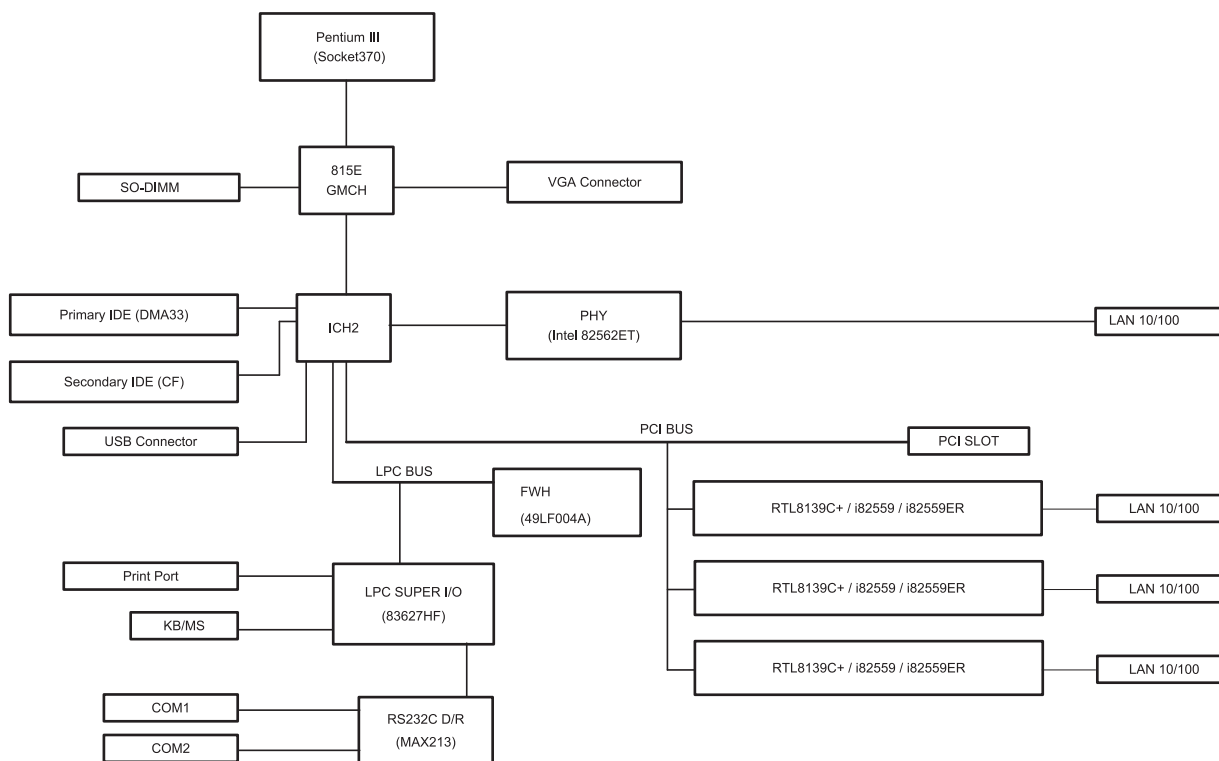 Pentium III
(Socket370)
815E
GMCH
SO-DIMM
VGA Connector
Primary IDE (DMA33)
ICH2
PHY
(Intel 82562ET)
LAN 10/100
Secondary IDE (CF)
USB Connector
PCI BUS
PCI SLOT
LPC BUS
FWH
(49LF004A)
RTL8139C+ / i82559 / i82559ER
LAN 10/100
Print Port
LPC SUPER I/O
(83627HF)
RTL8139C+ / i82559 / i82559ER
LAN 10/100
KB/MS
RTL8139C+ / i82559 / i82559ER
LAN 10/100
COM1
RS232C D/R
(MAX213)
COM2